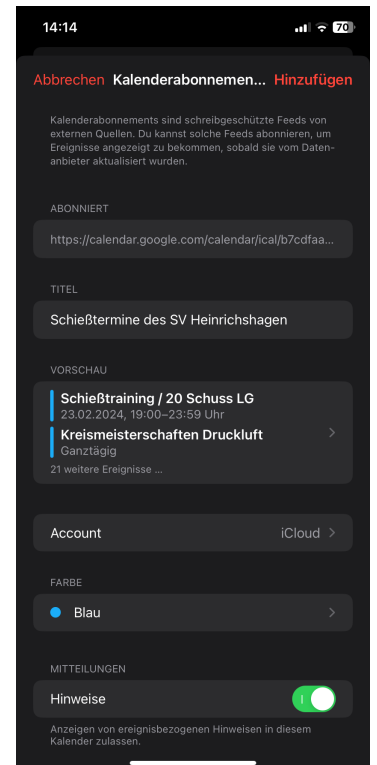 14:14
70
Abbrechen Kalenderabonnemen... Hinzufügen
Kalenderabonnements sind schreibgeschützte Feeds von
externen Quellen. Du kannst solche Feeds abonnieren, um
Ereignisse angezeigt zu bekommen, sobald sie vom Daten-
anbieter aktualisiert wurden.
ABONNIERT
https://calendar.google.com/calendar/ical/b7cdfaa...
TITEL
Schießtermine des SV Heinrichshagen
VORSCHAU
Schießtraining / 20 Schuss LG
23.02.2024, 19:00–23:59 Uhr
Kreismeisterschaften Druckluft
Ganztägig
21 weitere Ereignisse ...
Account iCloud
FARBE
Blau
MITTEILUNGEN
Hinweise
Anzeigen von ereignisbezogenen Hinweisen in diesem
Kalender zulassen.